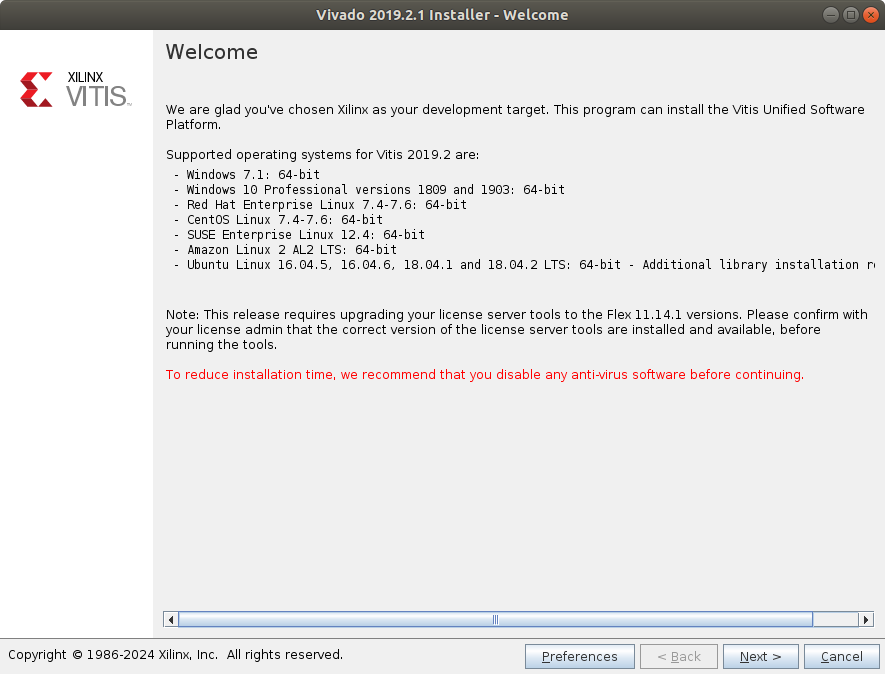 Vivado 2019.2.1 Installer - Welcome
XILINX
VITIS™
Welcome
We are glad you've chosen Xilinx as your development target. This program can install the Vitis Unified Software
Platform.
Supported operating systems for Vitis 2019.2 are:
- Windows 7.1: 64-bit
- Windows 10 Professional versions 1809 and 1903: 64-bit
- Red Hat Enterprise Linux 7.4-7.6: 64-bit
- CentOS Linux 7.4-7.6: 64-bit
- SUSE Enterprise Linux 12.4: 64-bit
- Amazon Linux 2 AL2 LTS: 64-bit
- Ubuntu Linux 16.04.5, 16.04.6, 18.04.1 and 18.04.2 LTS: 64-bit - Additional library installation
Note: This release requires upgrading your license server tools to the Flex 11.14.1 versions. Please confirm with
your license admin that the correct version of the license server tools are installed and available, before
running the tools.
To reduce installation time, we recommend that you disable any anti-virus software before continuing.
Copyright © 1986-2024 Xilinx, Inc. All rights reserved.
Preferences
< Back
Next >
Cancel